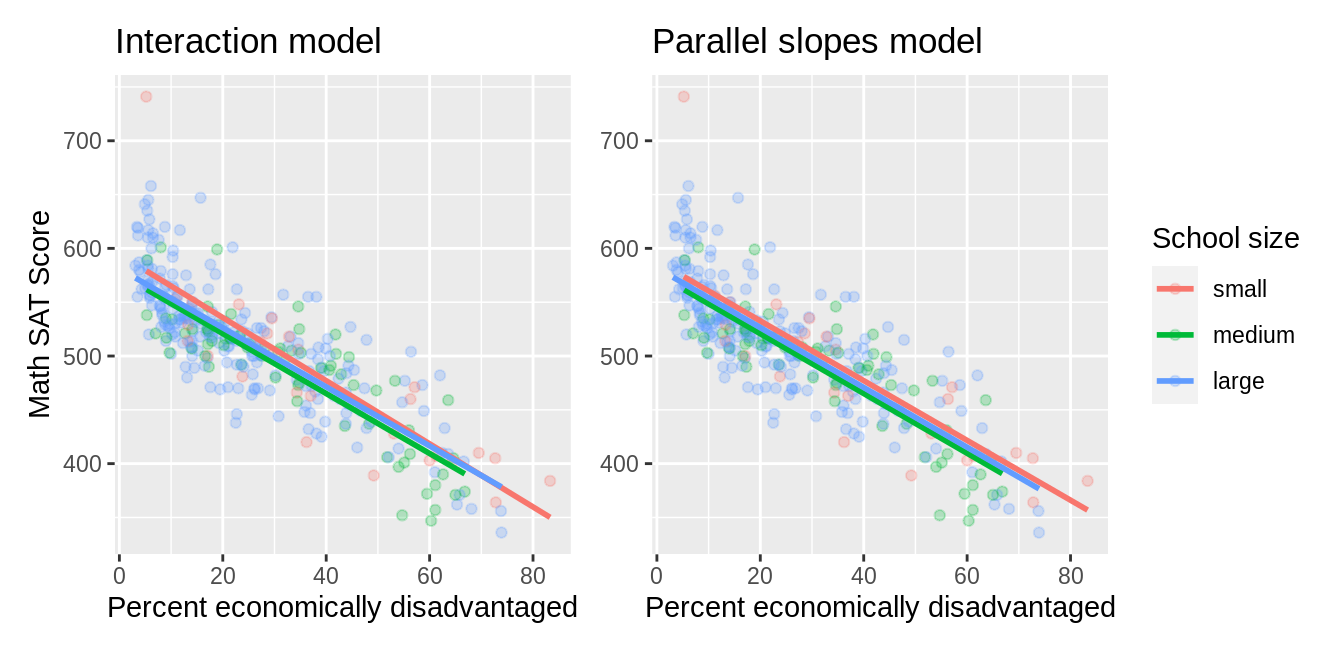 Interaction model
Parallel slopes model
Math SAT Score
700
600
500
400
0 20 40 60 80
Percent economically disadvantaged
700
600
500
400
0 20 40 60 80
Percent economically disadvantaged
School size
small
medium
large